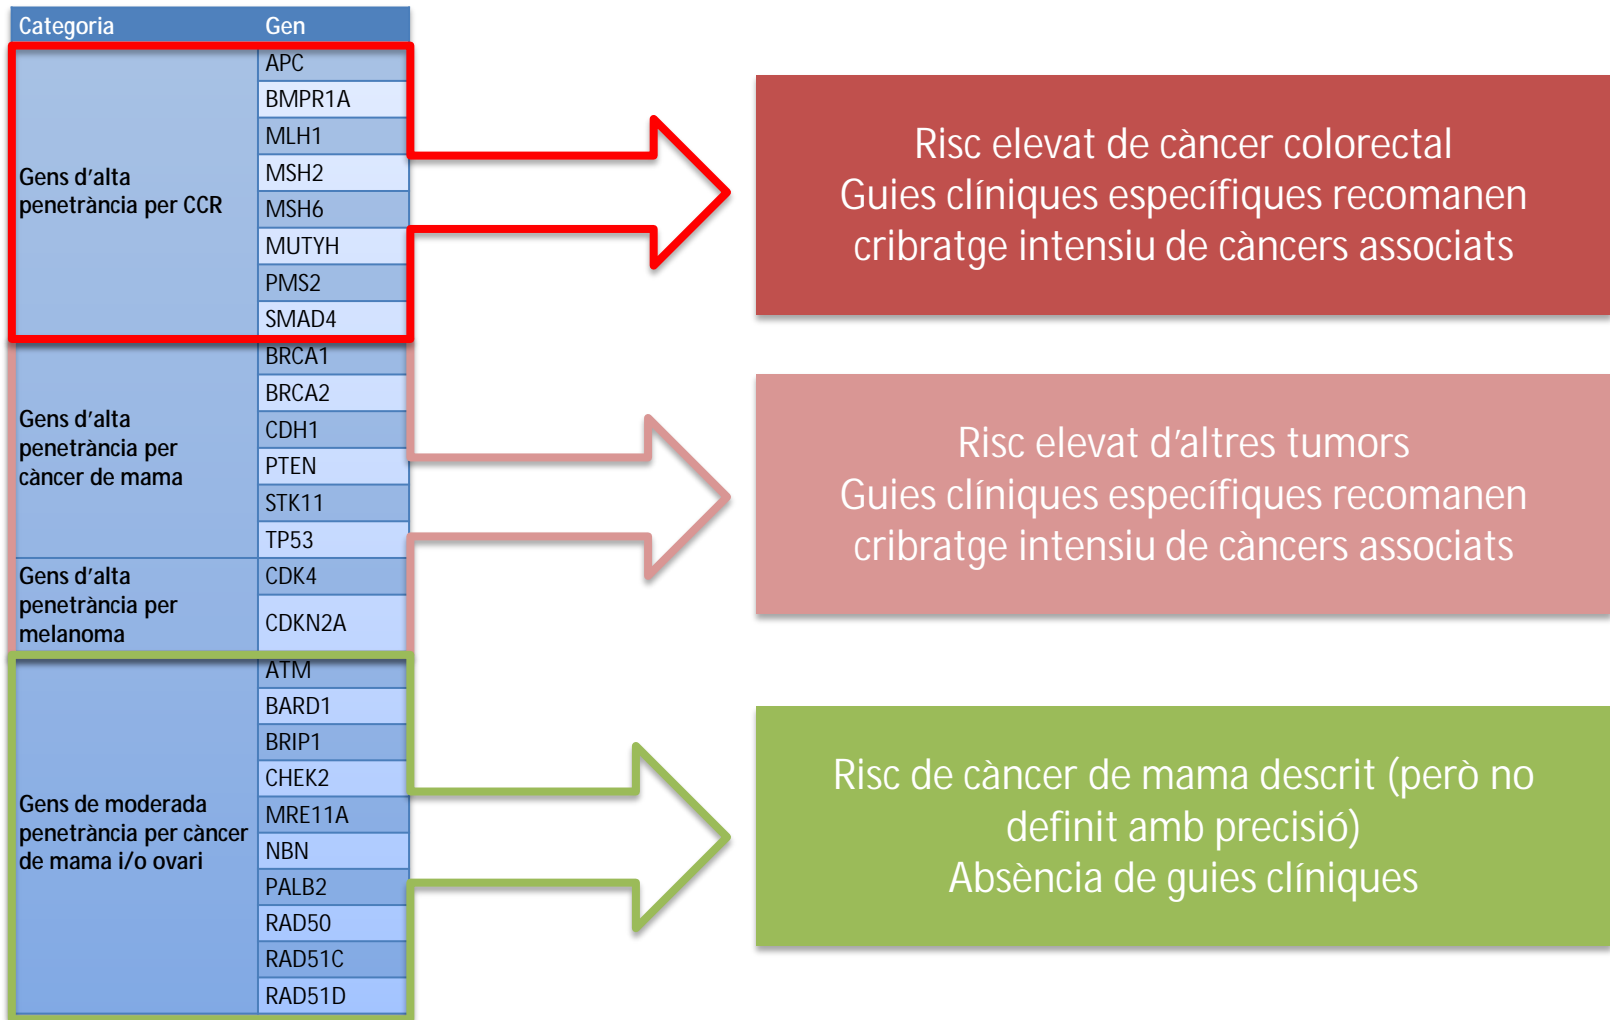 Categoria Gen
Gens d’alta
penetrància per CCR
APC
BMPR1A
MLH1
MSH2
MSH6
MUTYH
PMS2
SMAD4
Gens d’alta
penetrància per
càncer de mama
BRCA1
BRCA2
CDH1
PTEN
STK11
TP53
Gens d’alta
penetrància per
melanoma
CDK4
CDKN2A
Gens de moderada
penetrància per càncer
de mama i/o ovari
ATM
BARD1
BRIP1
CHEK2
MRE11A
NBN
PALB2
RAD50
RAD51C
RAD51D
Risc elevat de càncer colorectal
Guies clíniques específiques recomanen
cribratge intensiu de càncers associats
Risc elevat d’altres tumors
Guies clíniques específiques recomanen
cribratge intensiu de càncers associats
Risc de càncer de mama descrit (però no
definit amb precisió)
Absència de guies clíniques